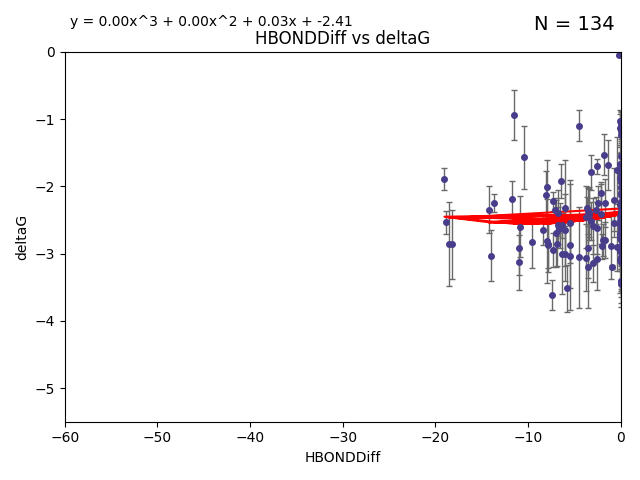 y = 0.00x^3 + 0.00x^2 + 0.03x + -2.41
N = 134
HBONDDiff vs deltaG
0
−1
−2
−3
−4
−5
deltaG
−60 −50 −40 −30 −20 −10 0
HBONDDiff